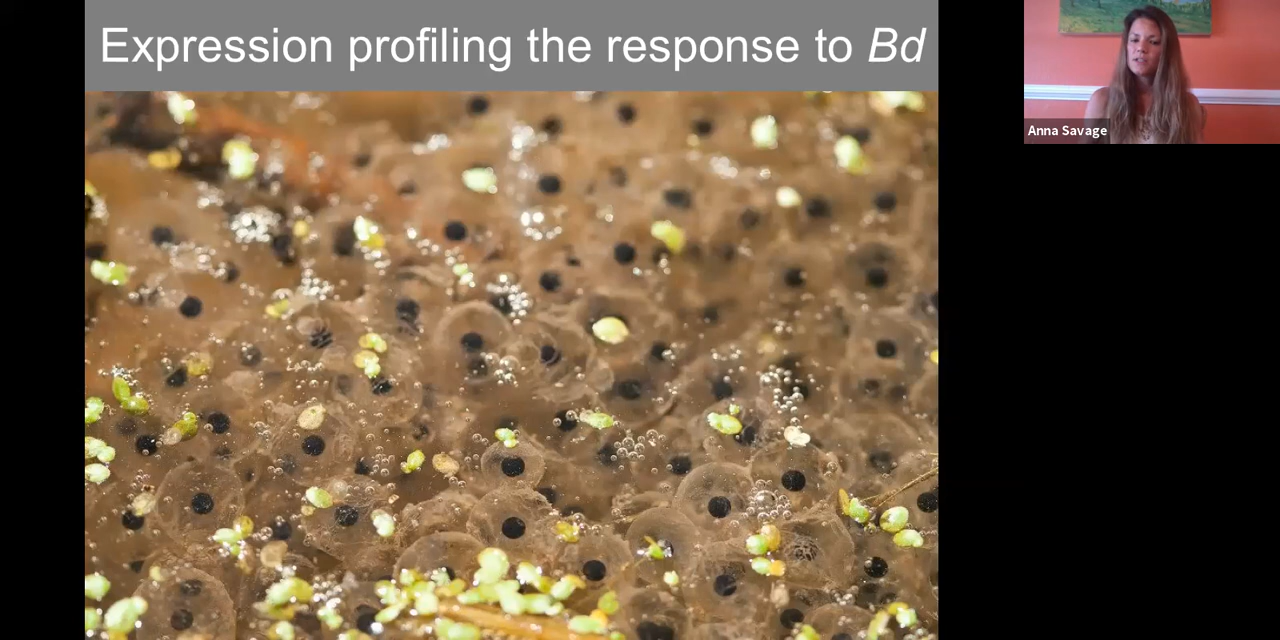 Expression profiling the response to Bd
Anna Savage